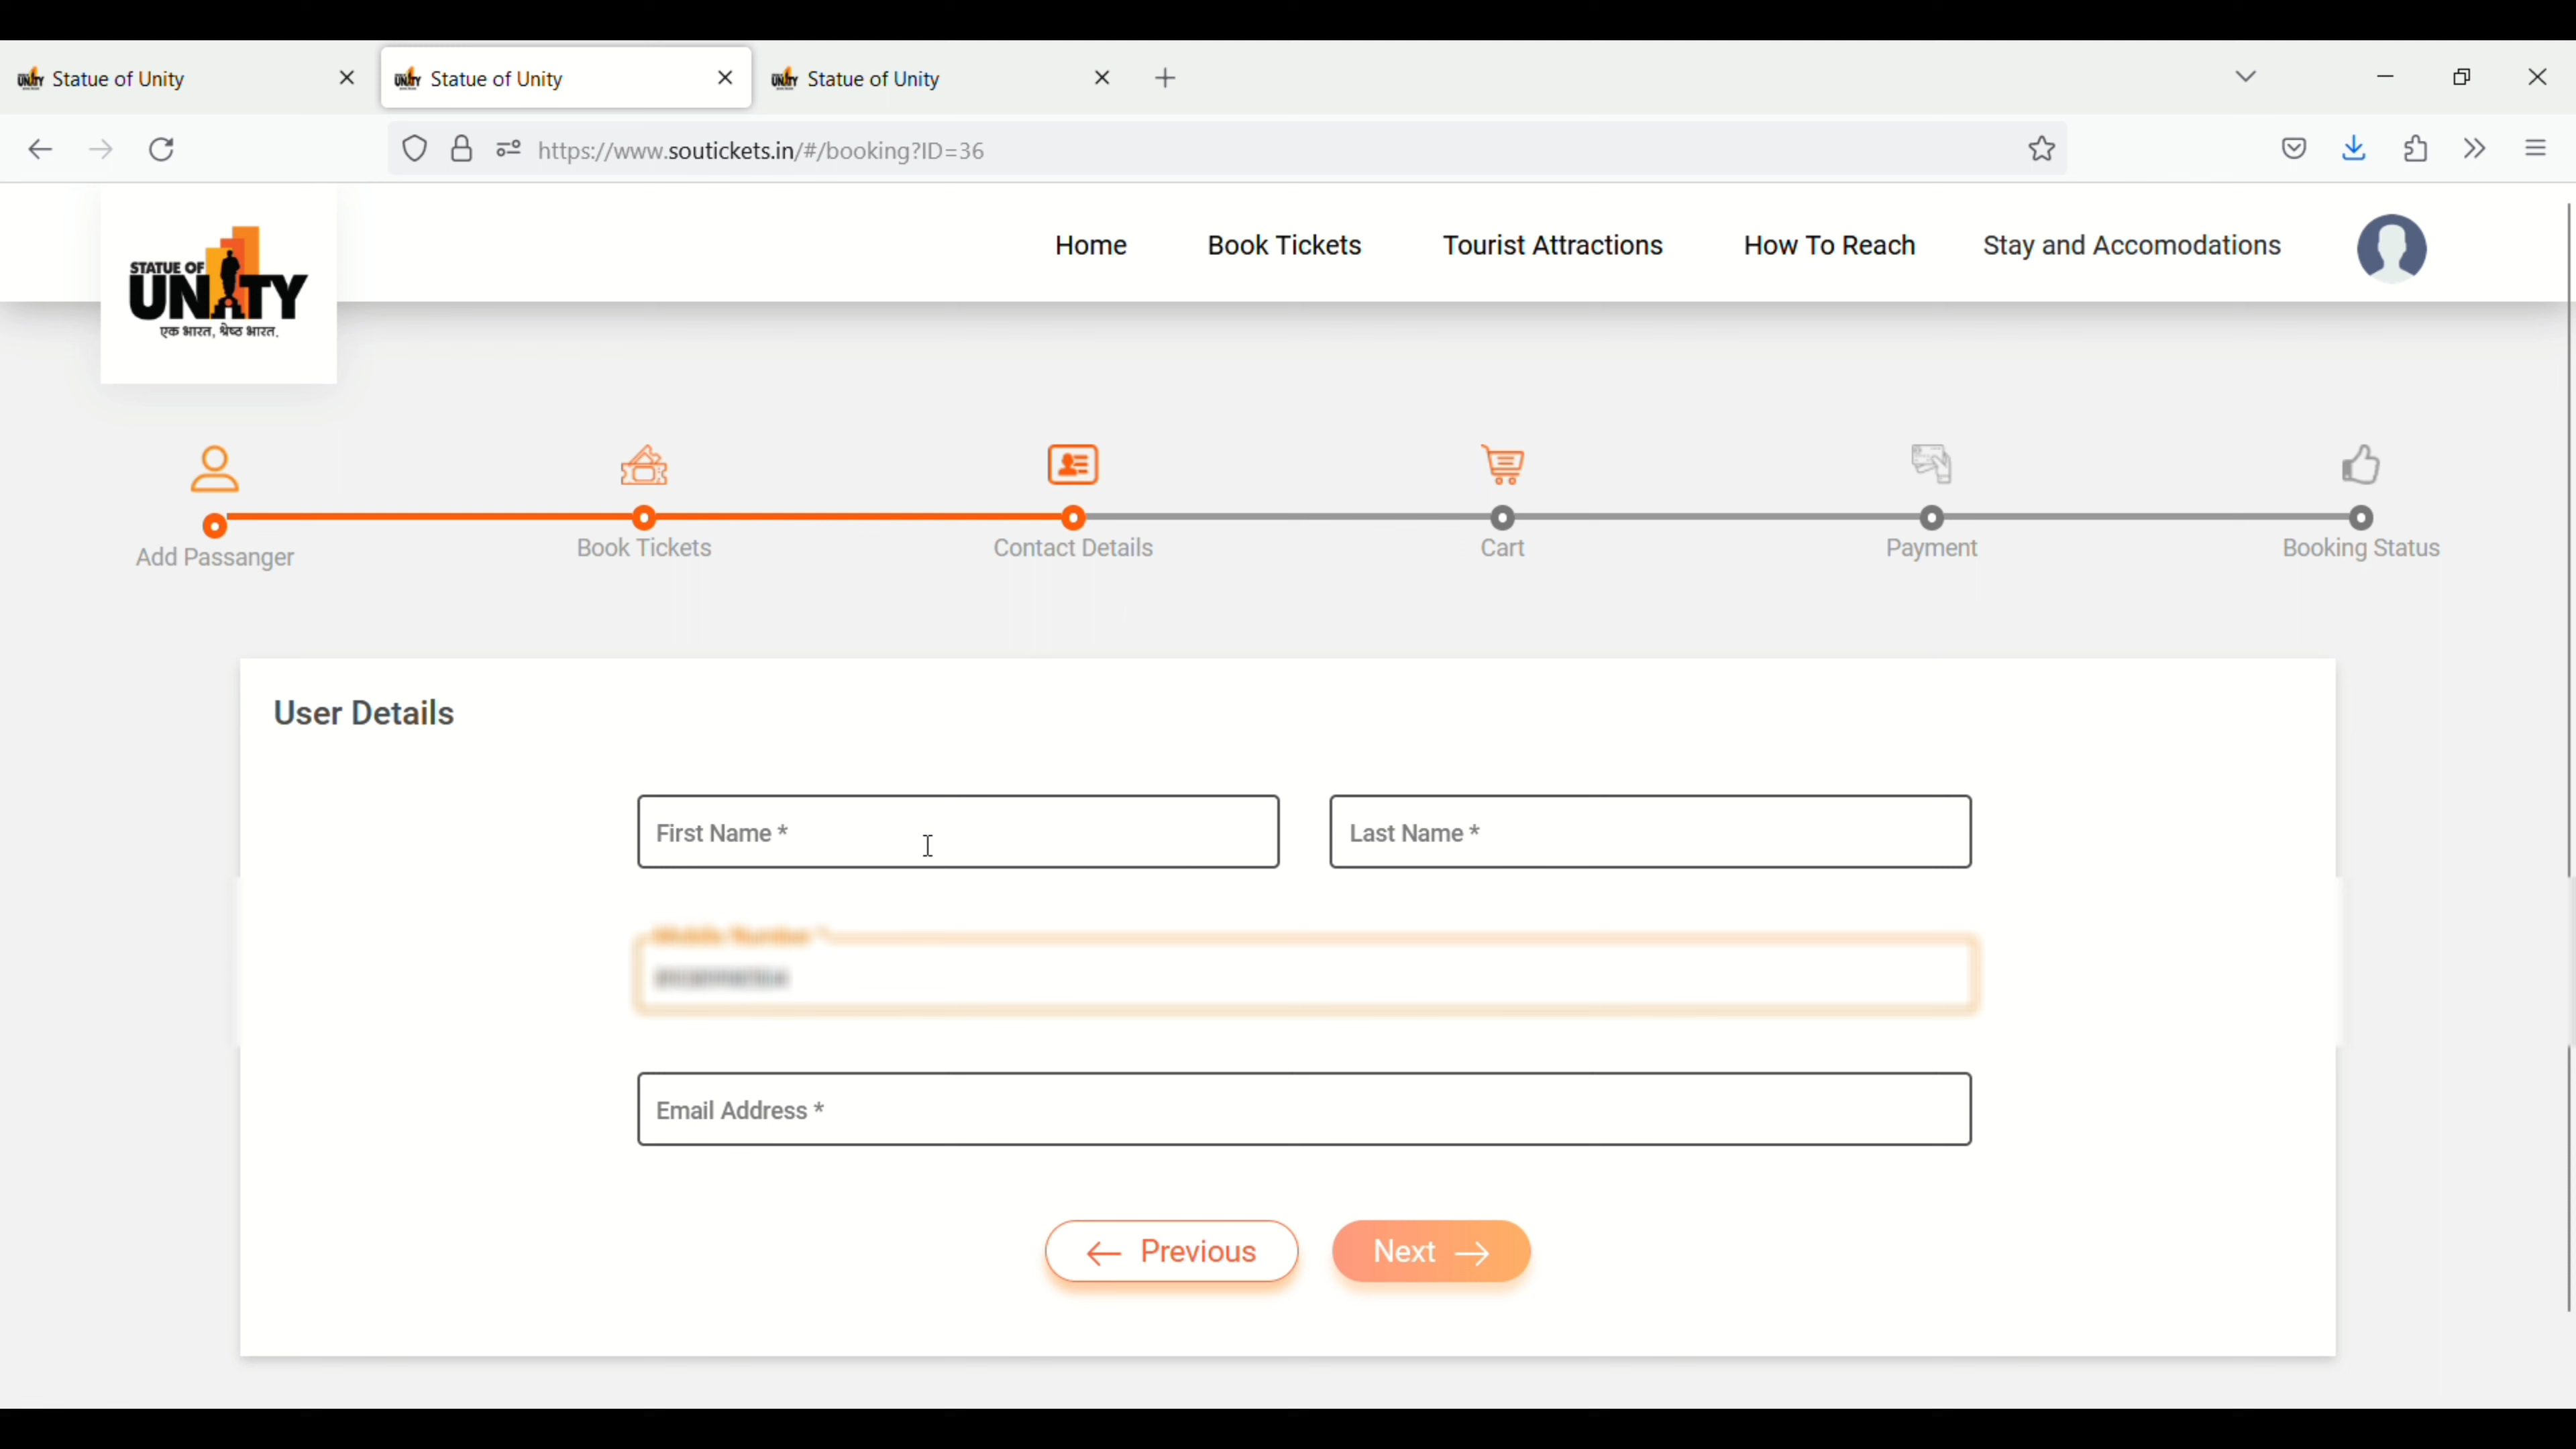 Statue of Unity
Statue of Unity
Statue of Unity
https://www.soutickets.in/#/booking?ID=36
STATUE OF
UNITY
एक भारत, श्रेष्ठ भारत.
Home
Book Tickets
Tourist Attractions
How To Reach
Stay and Accomodations
Add Passanger
Book Tickets
Contact Details
Cart
Payment
Booking Status
User Details
First Name *
Last Name *
Email Address *
Previous
Next